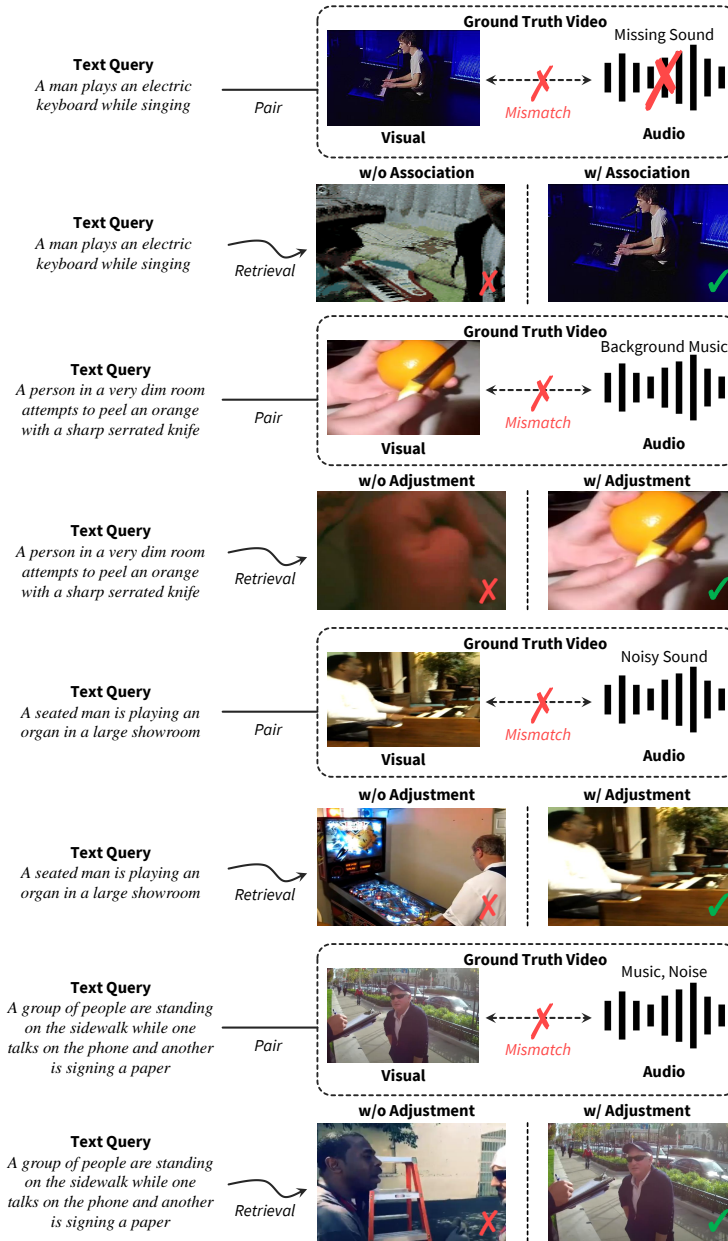 Ground Truth Video
Missing Sound
Text Query
A man plays an electric
keyboard while singing
Pair
Mismatch
Visual
Audio
w/o Association
w/ Association
Text Query
A man plays an electric
keyboard while singing
Retrieval
Ground Truth Video
Background Music
Text Query
A person in a very dim room
attempts to peel an orange
with a sharp serrated knife
Pair
Mismatch
Visual
Audio
w/o Adjustment
w/ Adjustment
Text Query
A person in a very dim room
attempts to peel an orange
with a sharp serrated knife
Retrieval
Ground Truth Video
Noisy Sound
Text Query
A seated man is playing an
organ in a large showroom
Pair
Mismatch
Visual
Audio
w/o Adjustment
w/ Adjustment
Text Query
A seated man is playing an
organ in a large showroom
Retrieval
Ground Truth Video
Music, Noise
Text Query
A group of people are standing
on the sidewalk while one
talks on the phone and another
is signing a paper
Pair
Mismatch
Visual
Audio
w/o Adjustment
w/ Adjustment
Text Query
A group of people are standing
on the sidewalk while one
talks on the phone and another
is signing a paper
Retrieval